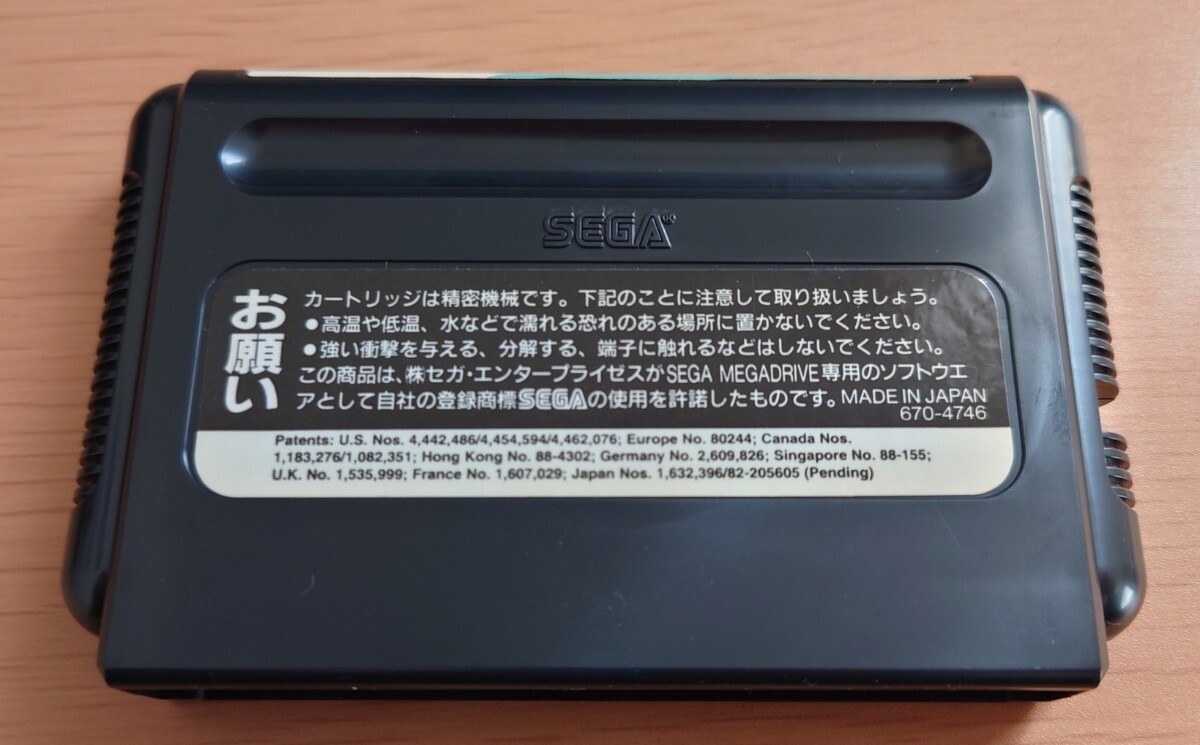 SEGA
お願い
カートリッジは精密機械です。下記のことに注意して取り扱いましょう。
●高温や低温、水などで濡れる恐れのある場所に置かないでください。
●強い衝撃を与える、分解する、端子に触れるなどはしないでください。
この商品は、株セガ・エンタープライゼスがSEGA MEGADRIVE専用のソフトウエ
アとして自社の登録商標SEGAの使用を許諾したものです。MADE IN JAPAN
670-4746
Patents: U.S. Nos. 4,442,486/4,454,594/4,462,076; Europe No. 80244; Canada Nos.
1,183,276/1,082,351; Hong Kong No. 88-4302; Germany No. 2,609,826; Singapore No. 88-155;
U.K. No. 1,535,999; France No. 1,607,029; Japan Nos. 1,632,396/82-205605 (Pending)